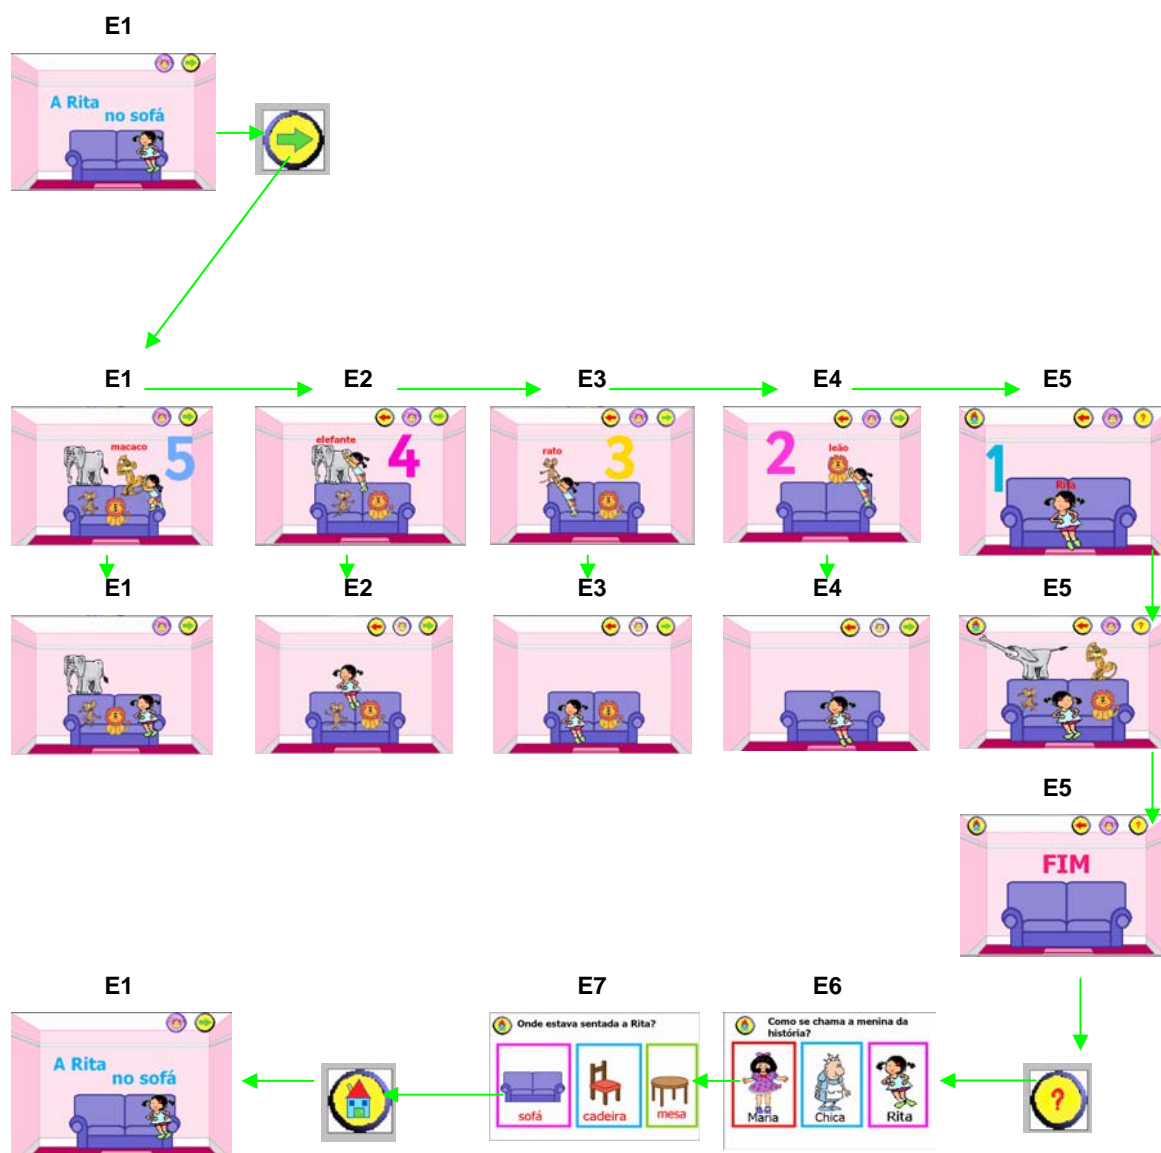 E1
A Rita
no sofá
E1
E2
E3
E4
E5
macaco
5
elefante
4
rato
3
2
leão
1
Rita
E1
E2
E3
E4
E5
?
?
E5
?
FIM
E1
E7
E6
A Rita
no sofá
Onde estava sentada a Rita?
sofá
cadeira
mesa
Como se chama a menina da
história?
Maria
Chica
Rita
?